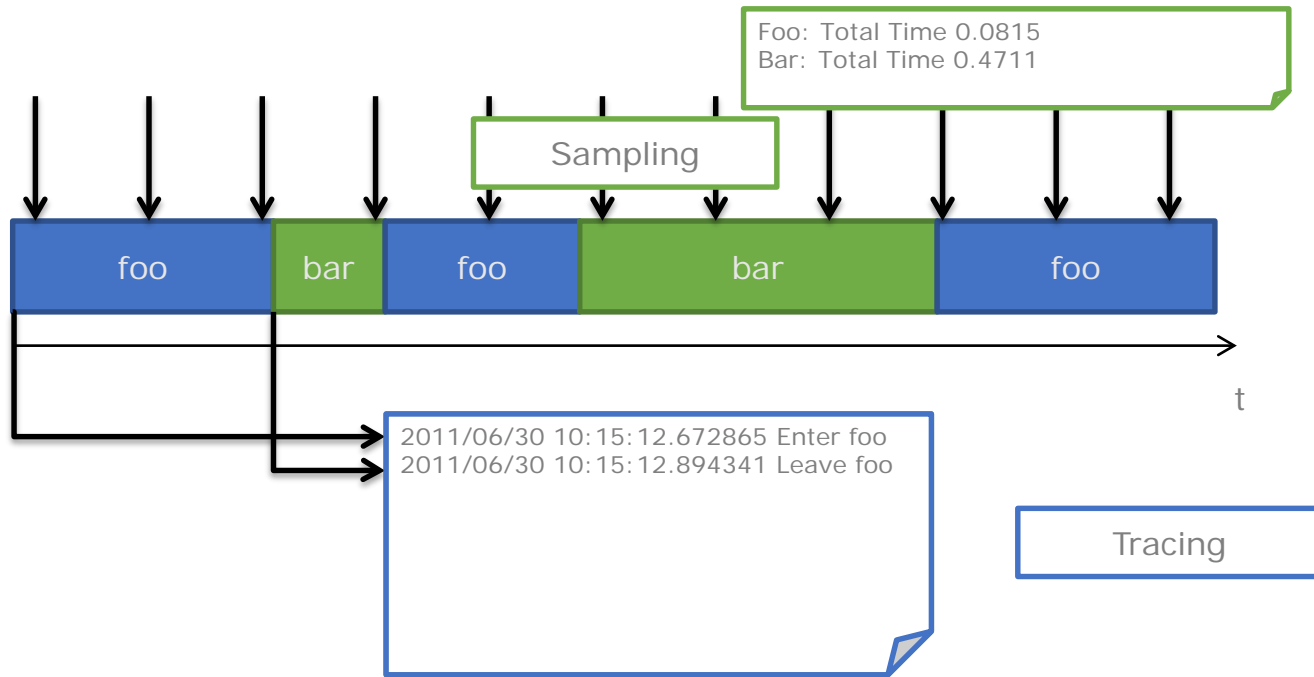 Foo: Total Time 0.0815
Bar: Total Time 0.4711
Sampling
foo
bar
foo
bar
foo
t
2011/06/30 10:15:12.672865 Enter foo
2011/06/30 10:15:12.894341 Leave foo
Tracing